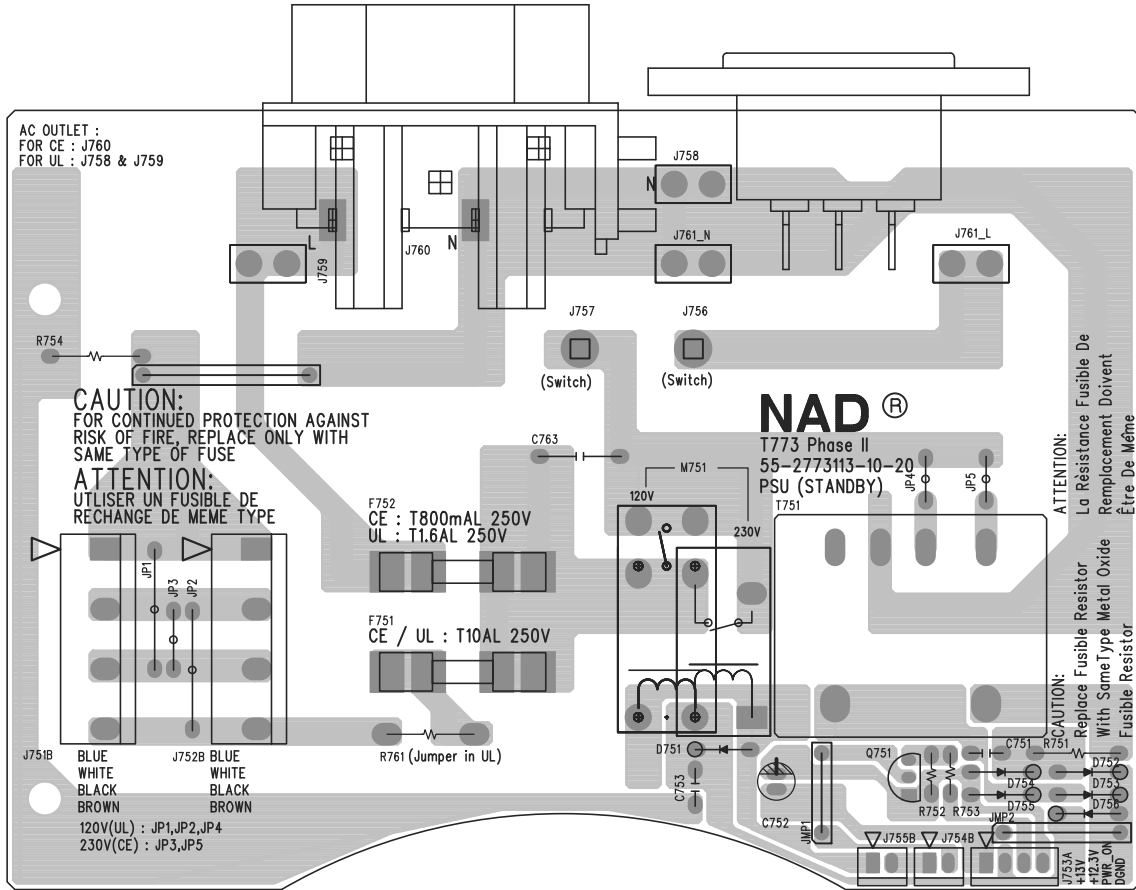 AC OUTLET :
FOR CE : J760
FOR UL : J758 & J759
J758
N
L
J759
J760
N
J761_N
J761_L
J757
(Switch)
J756
(Switch)
R754
CAUTION:
FOR CONTINUED PROTECTION AGAINST
RISK OF FIRE, REPLACE ONLY WITH
SAME TYPE OF FUSE
ATTENTION:
UTLISER UN FUSIBLE DE
RECHANGE DE MEME TYPE
C763
NAD ®
T773 Phase II
55-2773113-10-20
PSU (STANDBY)
JP4
JP5
ATTENTION:
La Résistance Fusible De
Remplacement Doivent
Être De Méme
M751
120V
230V
T751
F752
CE : T800mAL 250V
UL : T1.6AL 250V
F751
CE / UL : T10AL 250V
JP1
JP3
JP2
CAUTION:
Replace Fusible Resistor
With SameType Metal Oxide
Fusible Resistor
J751B
BLUE
WHITE
BLACK
BROWN
J752B
BLUE
WHITE
BLACK
BROWN
120V(UL) : JP1,JP2,JP4
230V(CE) : JP3,JP5
R761 (Jumper in UL)
D751
C753
C752
JMP1
Q751
C751
R751
D752
D754
D753
D755
D756
R752
R753
JMP2
J755B
J754B
J753A
+13V
+12.3V
PWR_ON
DGND